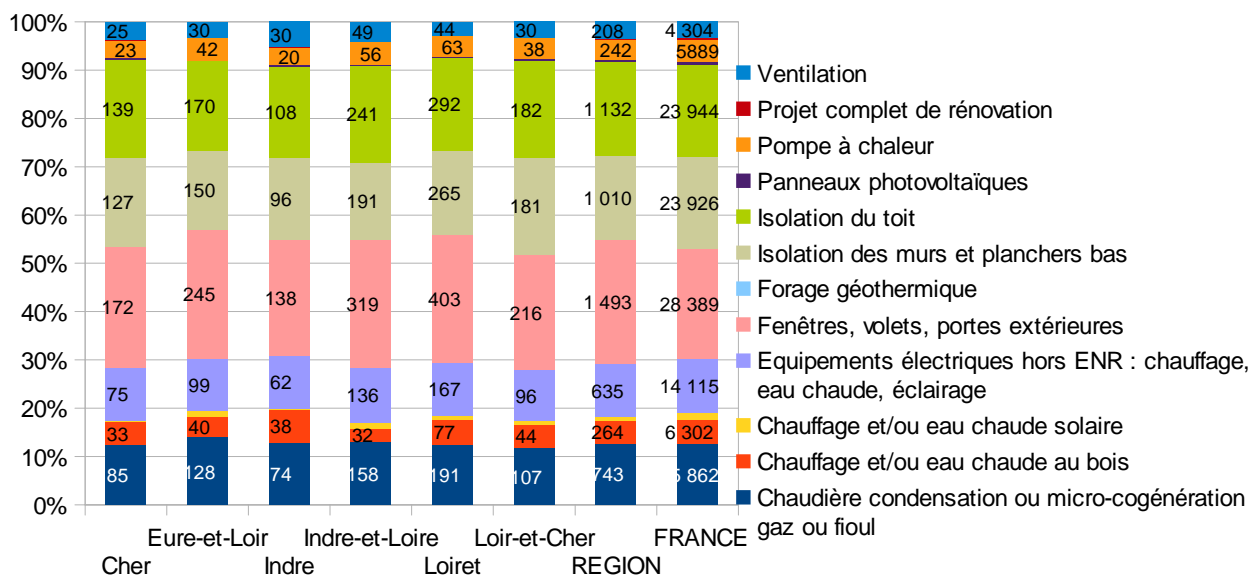 100%
90%
80%
70%
60%
50%
40%
30%
20%
10%
0%
25 30 30 49 44 30 208 4 304
23 42 20 56 63 38 242 5889
139 170 108 241 292 182 1 132 23 944
127 150 96 191 265 181 1 010 23 926
172 245 138 319 403 216 1 493 28 389
75 99 62 136 167 96 635 14 115
33 40 38 32 77 44 264 6 302
85 128 74 158 191 107 743 5 862
Eure-et-Loir Indre-et-Loire Loir-et-Cher FRANCE
Cher Indre Loiret REGION
Ventilation
Projet complet de rénovation
Pompe à chaleur
Panneaux photovoltaïques
Isolation du toit
Isolation des murs et planchers bas
Forage géothermique
Fenêtres, volets, portes extérieures
Equipements électriques hors ENR : chauffage,
eau chaude, éclairage
Chauffage et/ou eau chaude solaire
Chauffage et/ou eau chaude au bois
Chaudière condensation ou micro-cogénération
gaz ou fioul